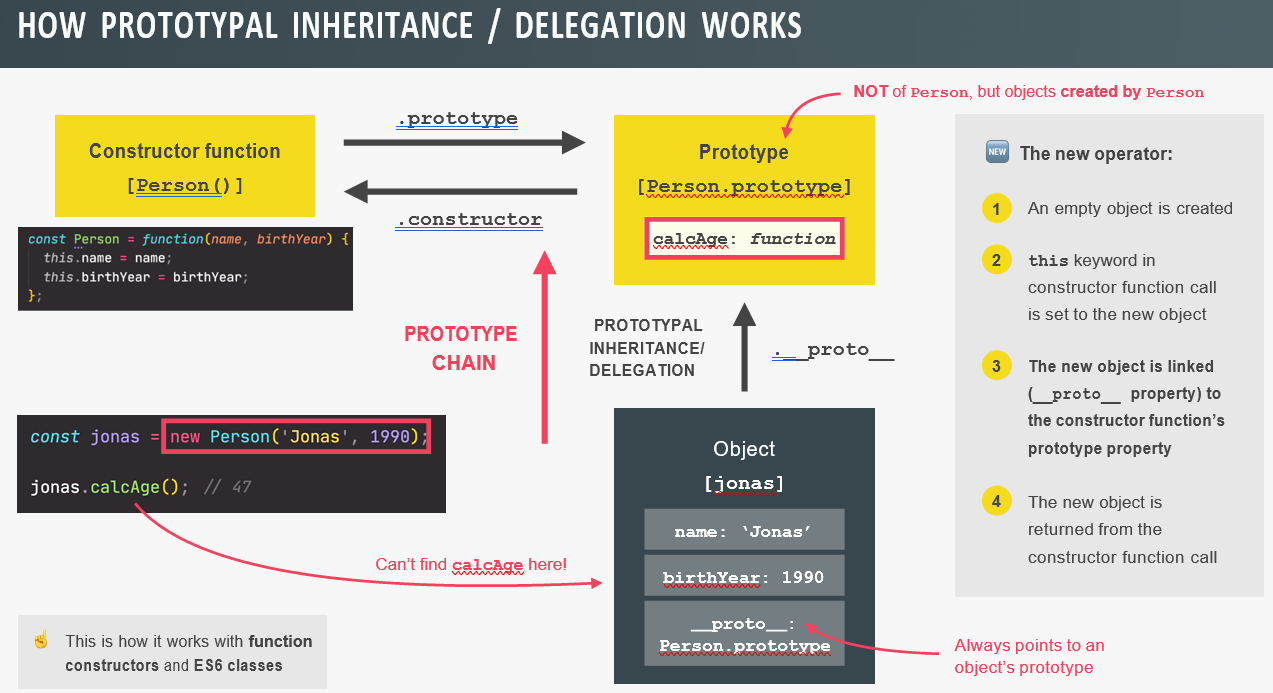 HOW PROTOTYPAL INHERITANCE / DELEGATION WORKS
NOT of Person, but objects created by Person
Constructor function
[Person()]
.prototype
.constructor
Prototype
[Person.prototype]
calcAge: function
const Person = function(name, birthYear) {
this.name = name;
this.birthYear = birthYear;
};
PROTOTYPE
CHAIN
PROTOTYPAL
INHERITANCE/
DELEGATION
.__proto__
const jonas = new Person('Jonas', 1990);
jonas.calcAge(); // 47
Can't find calcAge here!
Object
[jonas]
name: ‘Jonas’
birthYear: 1990
__proto__:
Person.prototype
Always points to an
object's prototype
☝ This is how it works with function
constructors and ES6 classes
NEW The new operator:
1 An empty object is created
2 this keyword in
constructor function call
is set to the new object
3 The new object is linked
(__proto__ property) to
the constructor function's
prototype property
4 The new object is
returned from the
constructor function call